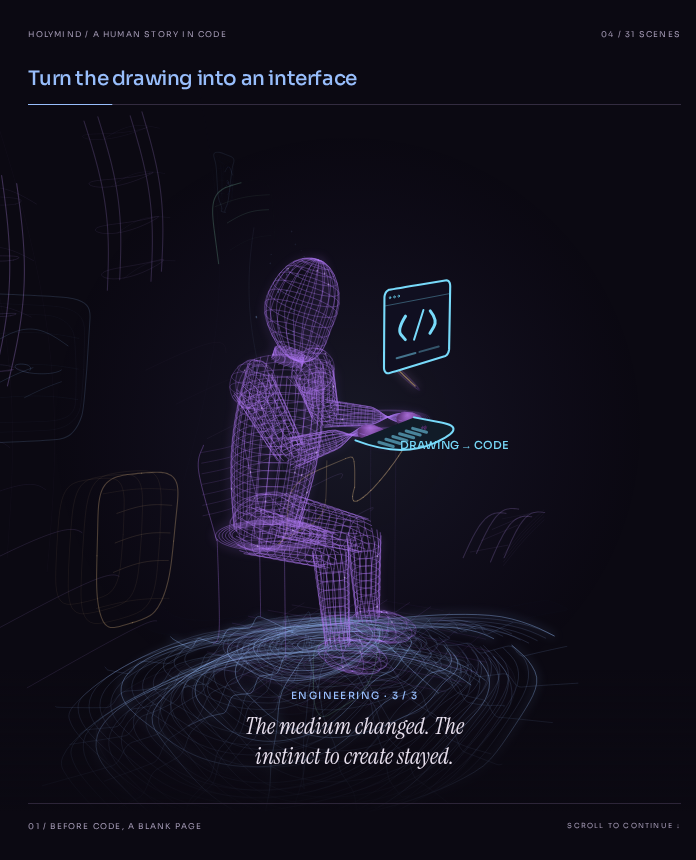 HOLYMIND / A HUMAN STORY IN CODE
04 / 31 SCENES
Turn the drawing into an interface
</>
DRAWING → CODE
ENGINEERING · 3 / 3
The medium changed. The
instinct to create stayed.
01 / BEFORE CODE, A BLANK PAGE
SCROLL TO CONTINUE ↓